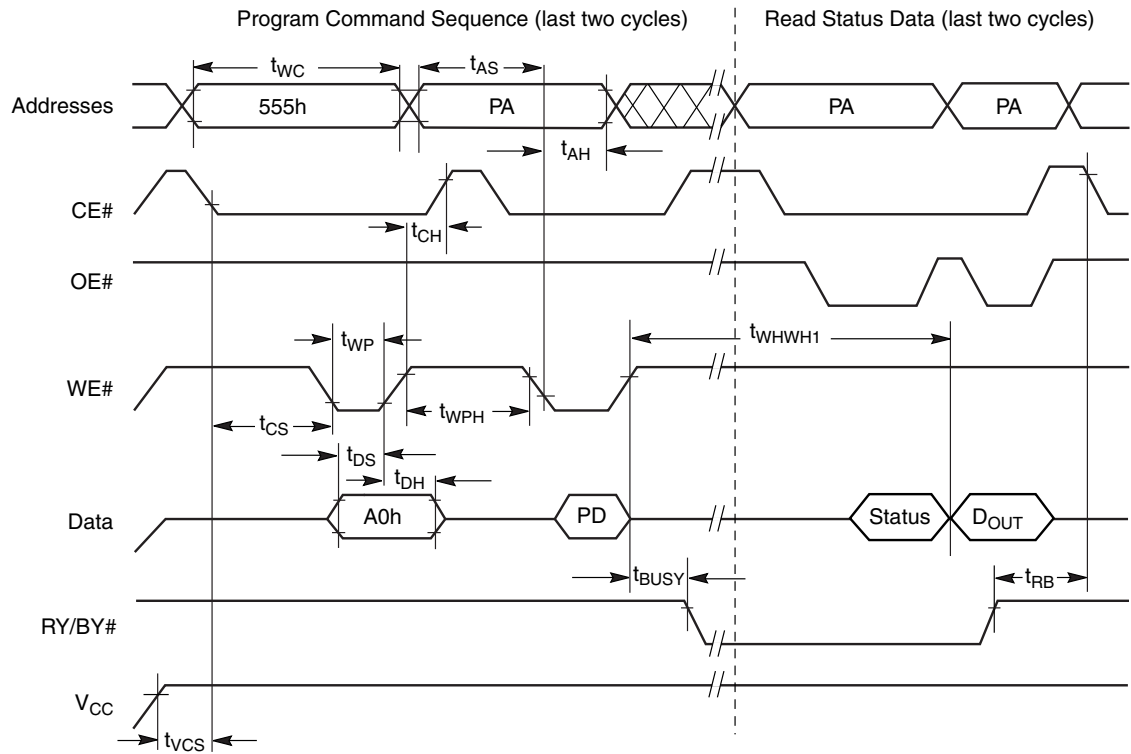 Program Command Sequence (last two cycles)
Read Status Data (last two cycles)
tWC
tAS
Addresses
555h
PA
PA
PA
tAH
CE#
tCH
OE#
tWP
tWHWH1
WE#
tCS
tWPH
tDS
tDH
Data
A0h
PD
Status
DOUT
tBUSY
tRB
RY/BY#
VCC
tVCS